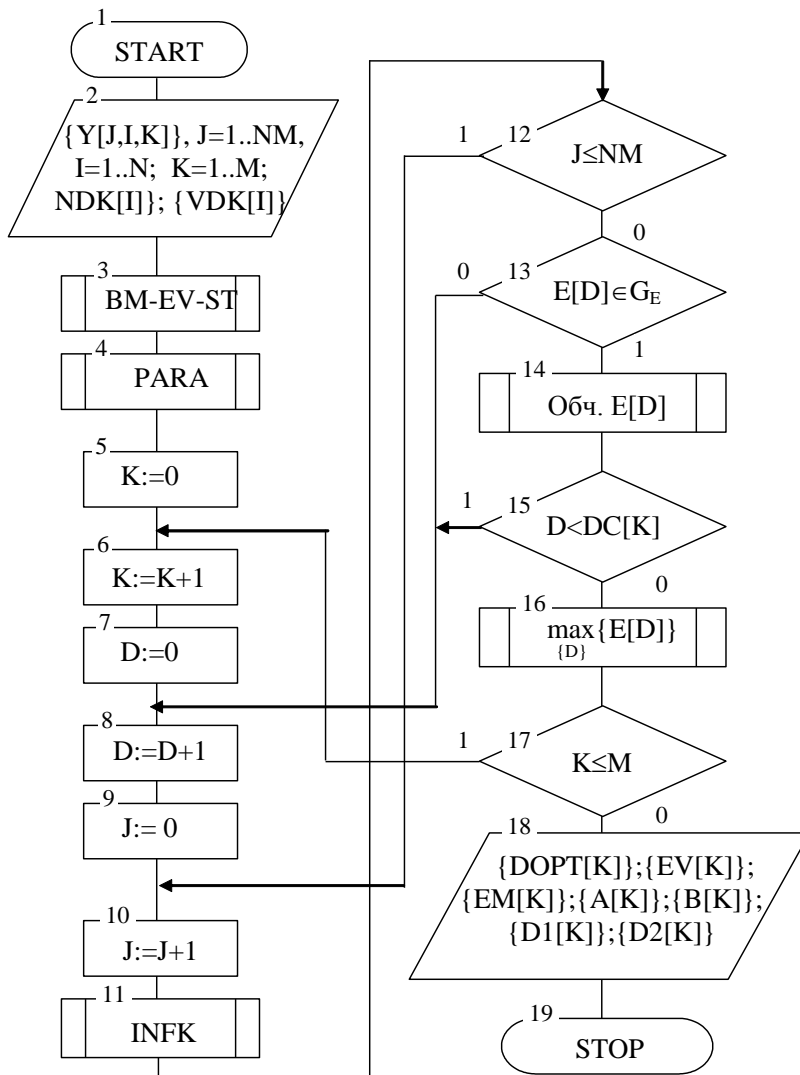 1
START
2
{Y[J,I,K]}, J=1..NM,
I=1..N; K=1..M;
NDK[I]}; {VDK[I]}
3
BM-EV-ST
4
PARA
5
K:=0
6
K:=K+1
7
D:=0
8
D:=D+1
9
J:= 0
10
J:=J+1
11
INFK
1 12
J≤NM
0
0 13
E[D]∈G_E
1
14
Обч. E[D]
1 15
D<DC[K]
0
16
max{E[D]}
{D}
1 17
K≤M
0
18
{DOPT[K]};{EV[K]};
{EM[K]};{A[K]};{B[K]};
{D1[K]};{D2[K]}
19
STOP